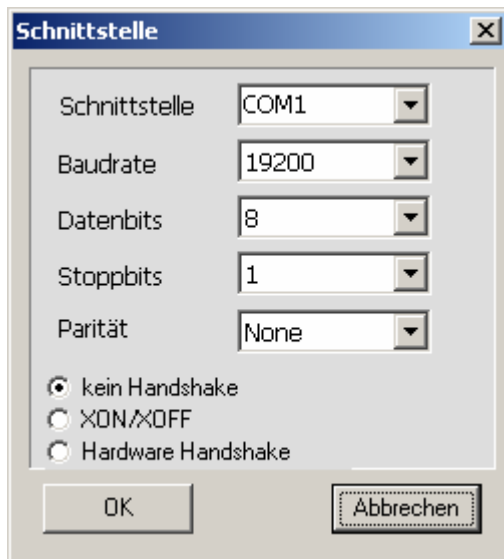 Schnittstelle
Schnittstelle COM1
Baudrate 19200
Datenbits 8
Stoppbits 1
Parität None
kein Handshake
XON/XOFF
Hardware Handshake
OK Abbrechen